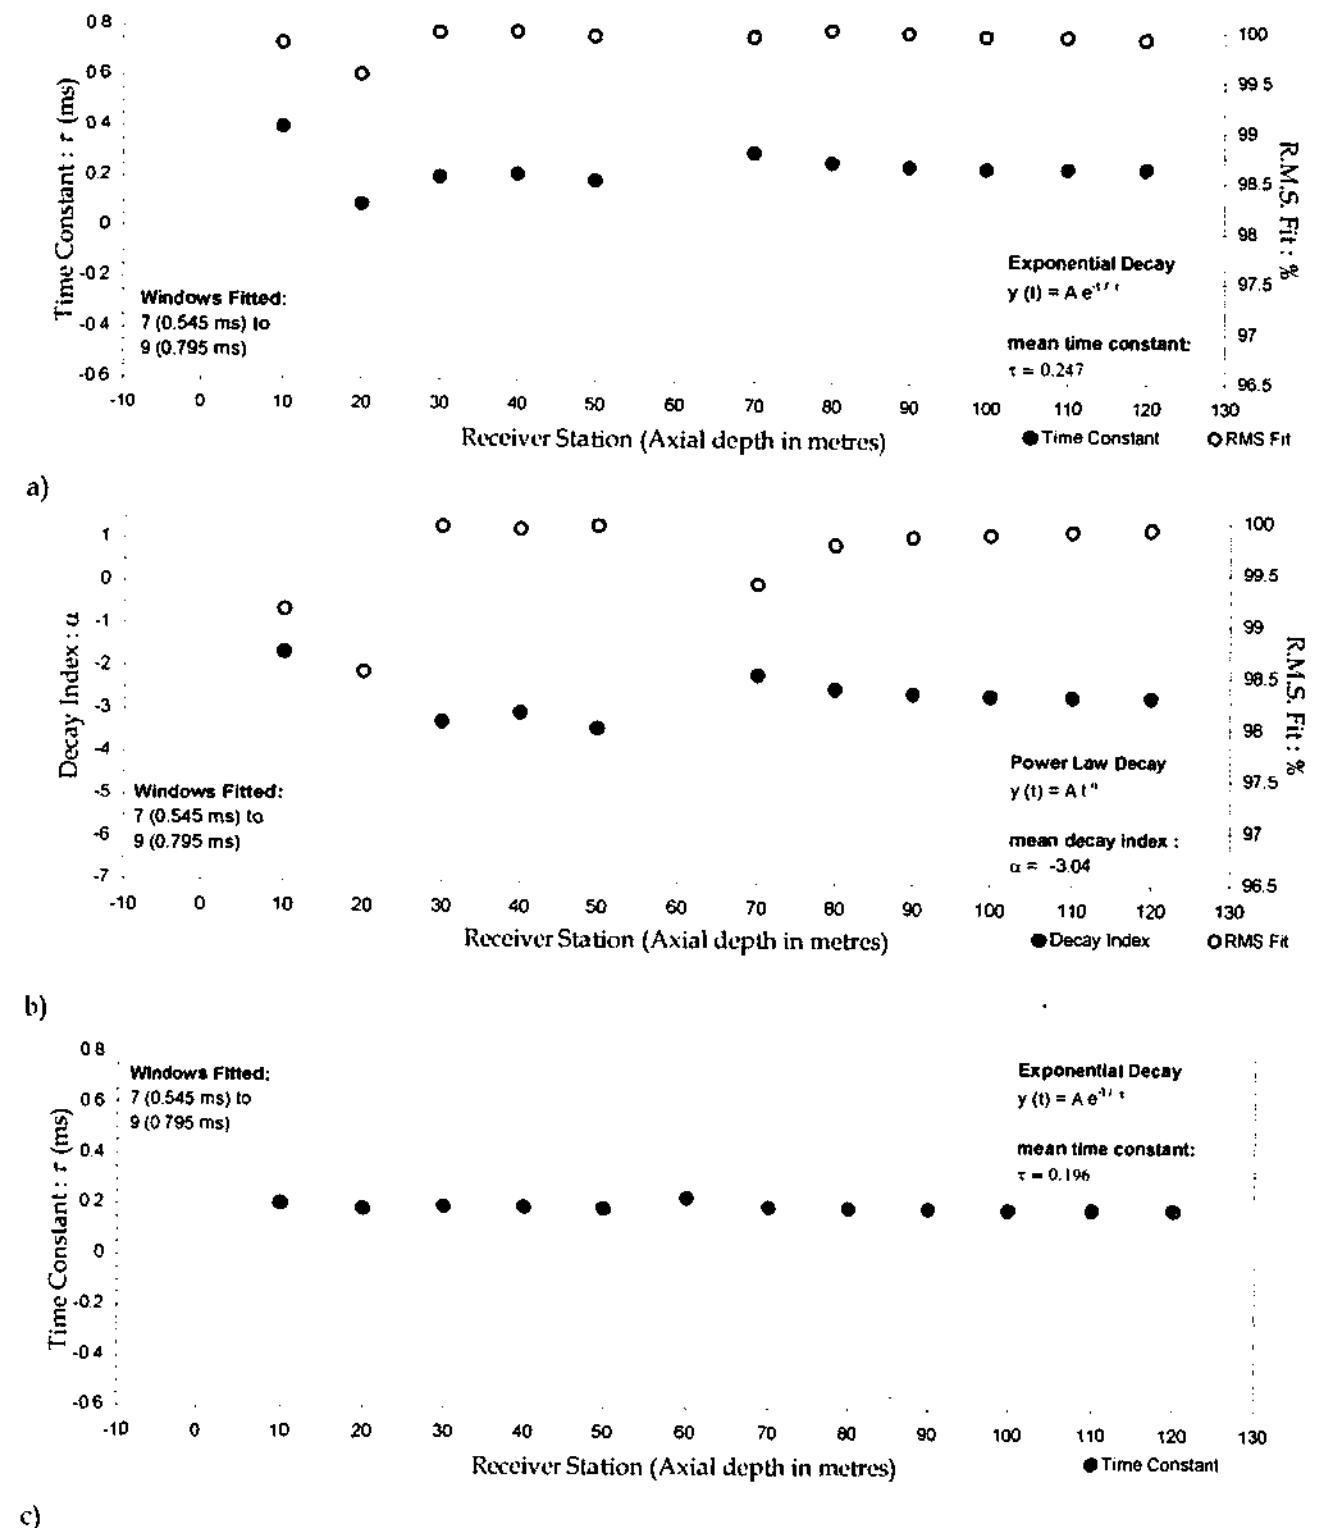 0.8
0.6
0.4
0.2
0
-0.2
-0.4
-0.6
Time Constant : τ (ms)
100
99.5
99
98.5
98
97.5
97
96.5
R.M.S. Fit : %
Windows Fitted:
7 (0.545 ms) to
9 (0.795 ms)
Exponential Decay
y (t) = A e^-t / τ
mean time constant:
τ = 0.247
-10 0 10 20 30 40 50 60 70 80 90 100 110 120 130
Receiver Station (Axial depth in metres)
Time Constant RMS Fit
a)
1
0
-1
-2
-3
-4
-5
-6
-7
Decay Index : α
100
99.5
99
98.5
98
97.5
97
96.5
R.M.S. Fit : %
Windows Fitted:
7 (0.545 ms) to
9 (0.795 ms)
Power Law Decay
y (t) = A t^α
mean decay index :
α = -3.04
-10 0 10 20 30 40 50 60 70 80 90 100 110 120 130
Receiver Station (Axial depth in metres)
Decay Index RMS Fit
b)
0.8
0.6
0.4
0.2
0
-0.2
-0.4
-0.6
Time Constant : τ (ms)
Windows Fitted:
7 (0.545 ms) to
9 (0.795 ms)
Exponential Decay
y (t) = A e^-t / τ
mean time constant:
τ = 0.196
-10 0 10 20 30 40 50 60 70 80 90 100 110 120 130
Receiver Station (Axial depth in metres)
Time Constant
c)